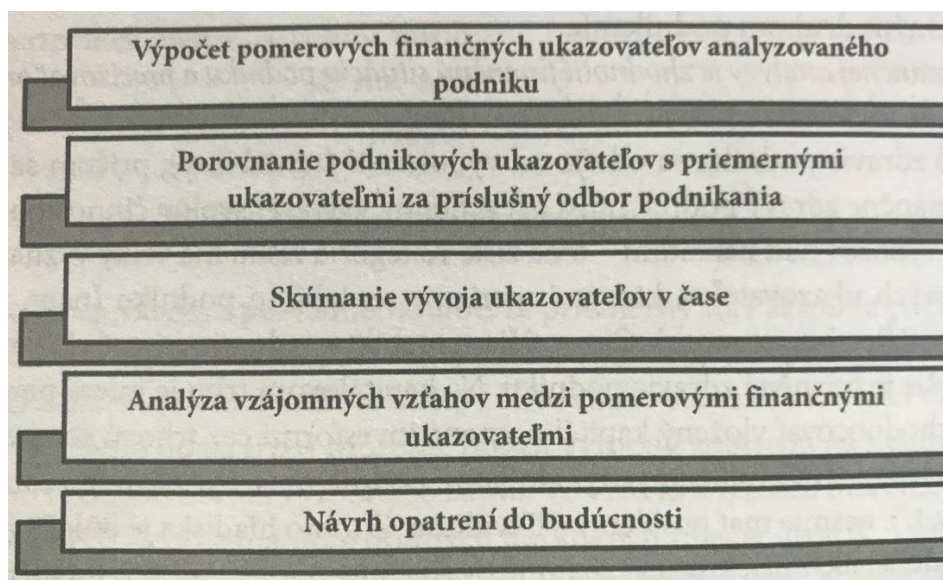 Výpočet pomerových finančných ukazovateľov analyzovaného
podniku
Porovnanie podnikových ukazovateľov s priemernými
ukazovateľmi za príslušný odbor podnikania
Skúmanie vývoja ukazovateľov v čase
Analýza vzájomných vzťahov medzi pomerovými finančnými
ukazovateľmi
Návrh opatrení do budúcnosti